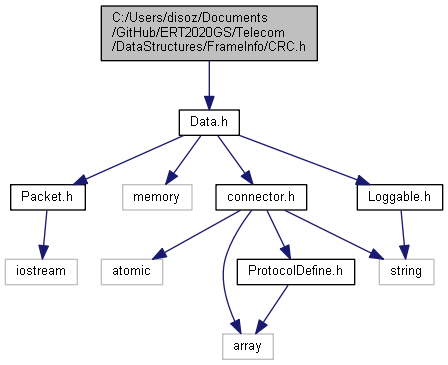 C:/Users/disoz/Documents
/GitHub/ERT2020GS/Telecom
/DataStructures/FrameInfo/CRC.h
Data.h
Packet.h
memory
connector.h
Loggable.h
iostream
atomic
ProtocolDefine.h
string
array